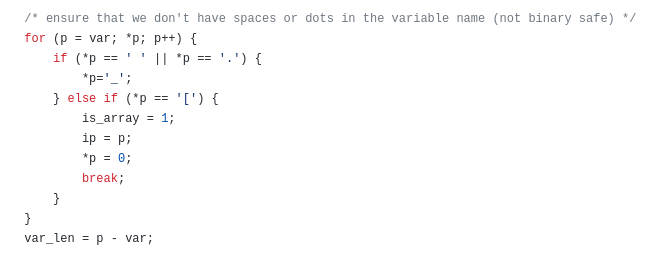 /* ensure that we don't have spaces or dots in the variable name (not binary safe) */
for (p = var; *p; p++) {
    if (*p == ' ' || *p == '.') {
        *p='_';
    } else if (*p == '[') {
        is_array = 1;
        ip = p;
        *p = 0;
        break;
    }
}
var_len = p - var;